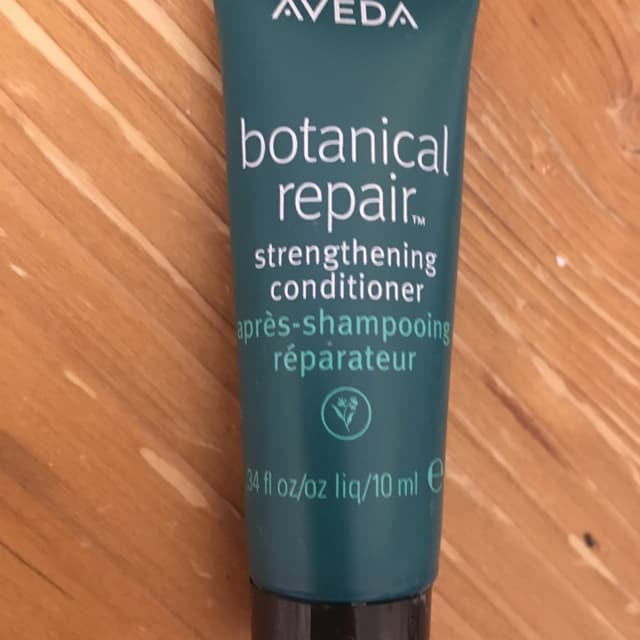 AVEDA
botanical
repair™
strengthening
conditioner
après-shampooing
réparateur
34 fl oz/oz liq/10 ml ℮